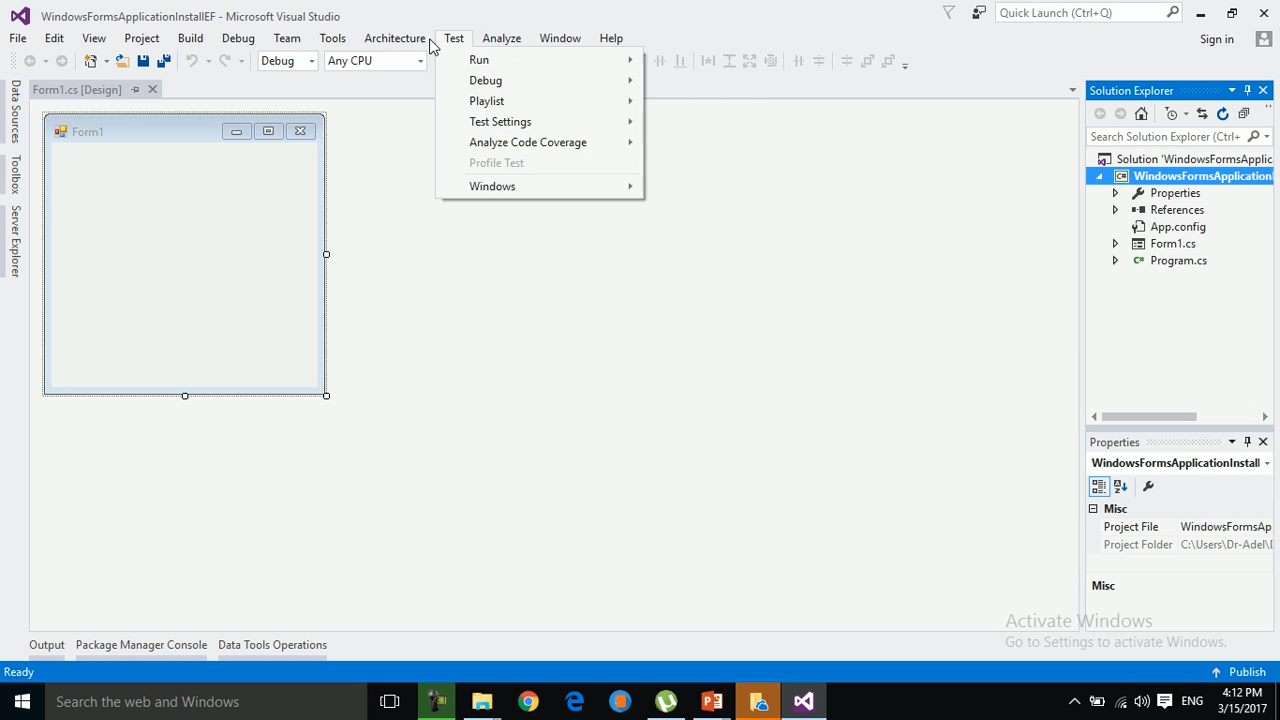 WindowsFormsApplicationInstallEF - Microsoft Visual Studio
Quick Launch (Ctrl+Q)
File Edit View Project Build Debug Team Tools Architecture Test Analyze Window Help
Sign in
Debug Any CPU
Form1.cs [Design]
Data Sources
Toolbox
Server Explorer
Form1
Run
Debug
Playlist
Test Settings
Analyze Code Coverage
Profile Test
Windows
Solution Explorer
Search Solution Explorer (Ctrl+
Solution 'WindowsFormsApplic
WindowsFormsApplicationI
Properties
References
App.config
Form1.cs
C# Program.cs
Properties
WindowsFormsApplicationInstall
Misc
Project File WindowsFormsAp
Project Folder C:\Users\Dr-Adel\
Misc
Activate Windows
Go to Settings to activate Windows.
Output Package Manager Console Data Tools Operations
Ready
Publish
Search the web and Windows
ENG
4:12 PM
3/15/2017